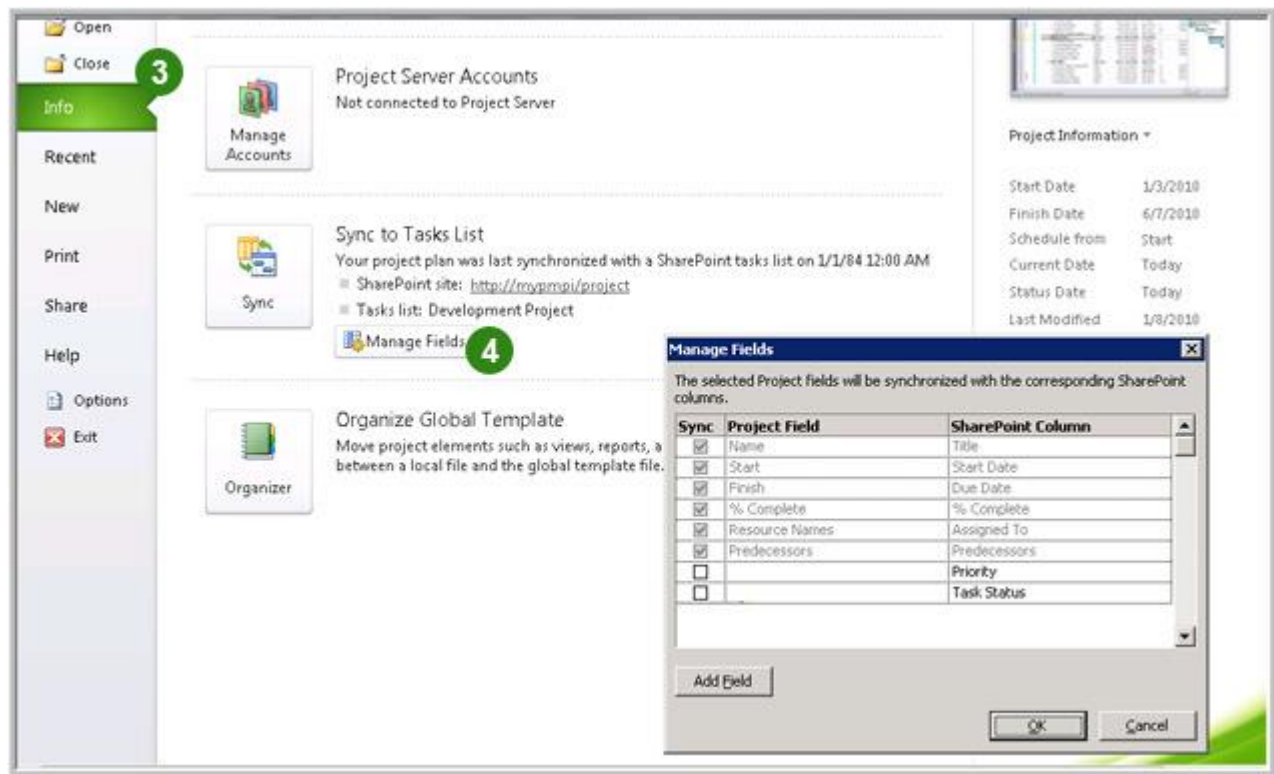 Open
Close
3
Info
Recent
New
Print
Share
Help
Options
Exit
Manage
Accounts
Project Server Accounts
Not connected to Project Server
Sync
Sync to Tasks List
Your project plan was last synchronized with a SharePoint tasks list on 1/1/84 12:00 AM
SharePoint site: http://mypmpi/project
Tasks list: Development Project
Manage Fields
4
Organizer
Organize Global Template
Move project elements such as views, reports, a
between a local file and the global template file.
Project Information
Start Date 1/3/2010
Finish Date 6/7/2010
Schedule from Start
Current Date Today
Status Date Today
Last Modified 1/8/2010
Manage Fields
The selected Project fields will be synchronized with the corresponding SharePoint
columns.
Sync Project Field SharePoint Column
Name Title
Start Start Date
Finish Due Date
% Complete % Complete
Resource Names Assigned To
Predecessors Predecessors
Priority
Task Status
Add Field
OK Cancel